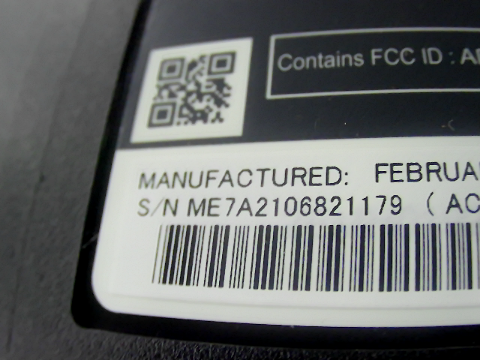 Contains FCC ID :
MANUFACTURED:
S/N ME7A2106821179 (